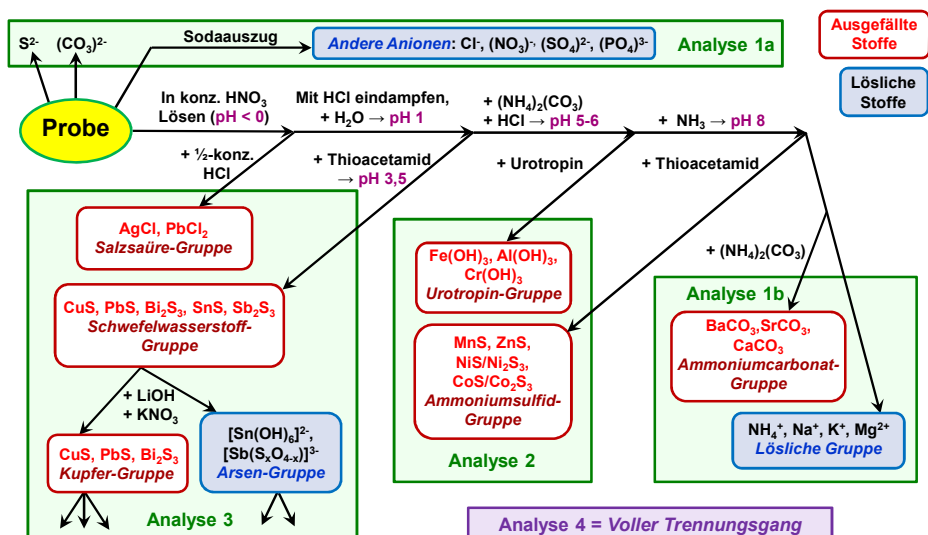 S²⁻
(CO₃)²⁻
Sodaauszug
Andere Anionen: Cl⁻, (NO₃)⁻, (SO₄)²⁻, (PO₄)³⁻
Analyse 1a
Ausgefällte
Stoffe
Lösliche
Stoffe
Probe
In konz. HNO₃
Lösen (pH < 0)
Mit HCl eindampfen,
+ H₂O → pH 1
+ (NH₄)₂(CO₃)
+ HCl → pH 5-6
+ NH₃ → pH 8
+ ½-konz.
HCl
+ Thioacetamid
→ pH 3,5
+ Urotropin
+ Thioacetamid
AgCl, PbCl₂
Salzsaüre-Gruppe
CuS, PbS, Bi₂S₃, SnS, Sb₂S₃
Schwefelwasserstoff-
Gruppe
+ LiOH
+ KNO₃
CuS, PbS, Bi₂S₃
Kupfer-Gruppe
[Sn(OH)₆]²⁻,
[Sb(SₓO₄₋ₓ)]³⁻
Arsen-Gruppe
Analyse 3
Fe(OH)₃, Al(OH)₃,
Cr(OH)₃
Urotropin-Gruppe
MnS, ZnS,
NiS/Ni₂S₃,
CoS/Co₂S₃
Ammoniumsulfid-
Gruppe
Analyse 2
+ (NH₄)₂(CO₃)
Analyse 1b
BaCO₃,SrCO₃,
CaCO₃
Ammoniumcarbonat-
Gruppe
NH₄⁺, Na⁺, K⁺, Mg²⁺
Lösliche Gruppe
Analyse 4 = Voller Trennungsgang